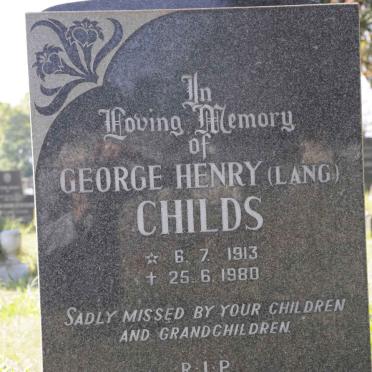 In
Loving Memory
of
GEORGE HENRY (LANG)
CHILDS
☆ 6. 7. 1913
✝ 25. 6. 1980
SADLY MISSED BY YOUR CHILDREN
AND GRANDCHILDREN.
R.I.P.